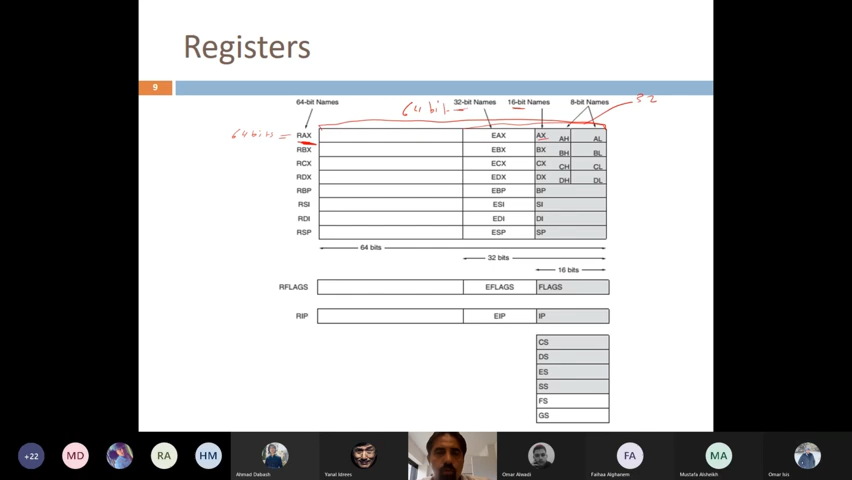 Registers
9
64-bit Names
64 bit
32-bit Names
16-bit Names
8-bit Names
32
64 bits = RAX EAX AX AH AL
RBX EBX BX BH BL
RCX ECX CX CH CL
RDX EDX DX DH DL
RBP EBP BP
RSI ESI SI
RDI EDI DI
RSP ESP SP
64 bits
32 bits
16 bits
RFLAGS EFLAGS FLAGS
RIP EIP IP
CS
DS
ES
SS
FS
GS
+22 MD RA HM FA MA
Ahmad Dabach Yanal Idrees Omar Alwadi Faihaa Alghanem Mustafa Alsheikh Omar Isis